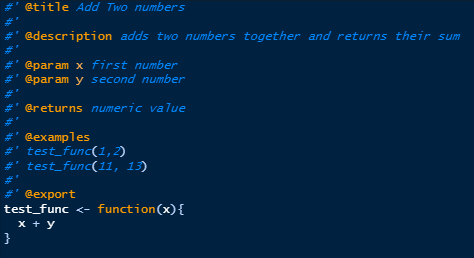 #' @title Add Two numbers
#'
#' @description adds two numbers together and returns their sum
#'
#' @param x first number
#' @param y second number
#'
#' @returns numeric value
#'
#' @examples
#' test_func(1,2)
#' test_func(11, 13)
#'
#' @export
test_func <- function(x){
  x + y
}